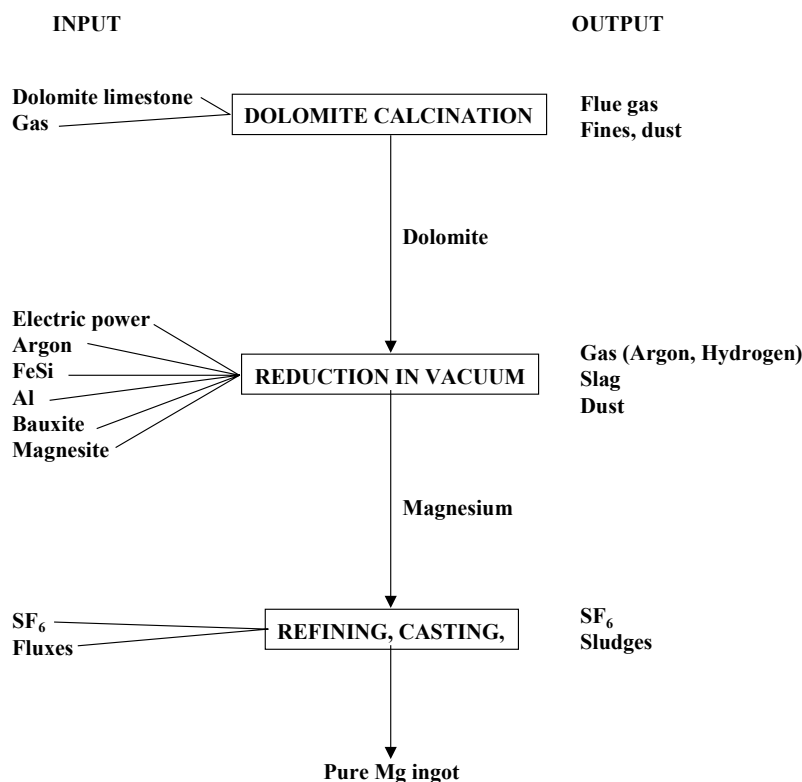 INPUT
OUTPUT
Dolomite limestone
Gas
DOLOMITE CALCINATION
Flue gas
Fines, dust
Dolomite
Electric power
Argon
FeSi
Al
Bauxite
Magnesite
REDUCTION IN VACUUM
Gas (Argon, Hydrogen)
Slag
Dust
Magnesium
SF₆
Fluxes
REFINING, CASTING,
SF₆
Sludges
Pure Mg ingot